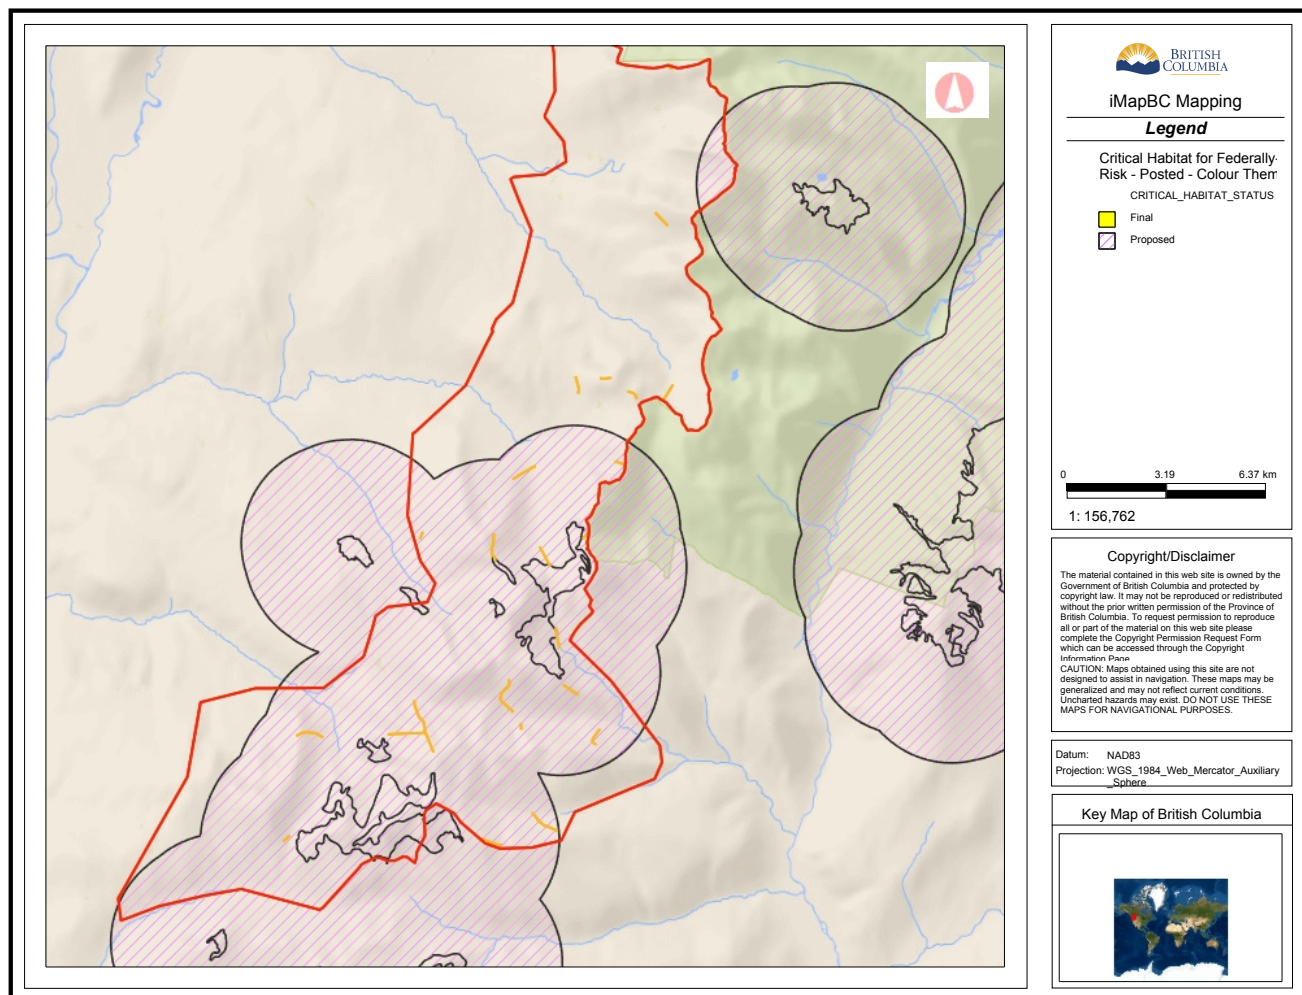 BRITISH
COLUMBIA
iMapBC Mapping
Legend
Critical Habitat for Federally-
Risk - Posted - Colour Them
CRITICAL_HABITAT_STATUS
Final
Proposed
0 3.19 6.37 km
1: 156,762
Copyright/Disclaimer
The material contained in this web site is owned by the
Government of British Columbia and protected by
copyright law. It may not be reproduced or redistributed
without the prior written permission of the Province of
British Columbia. To request permission to reproduce
all or part of the material on this web site please
complete the Copyright Permission Request Form
which can be accessed through the Copyright
Information Page
CAUTION: Maps obtained using this site are not
designed to assist in navigation. These maps may be
generalized and may not reflect current conditions.
Uncharted hazards may exist. DO NOT USE THESE
MAPS FOR NAVIGATIONAL PURPOSES.
Datum: NAD83
Projection: WGS_1984_Web_Mercator_Auxiliary
_Sphere
Key Map of British Columbia